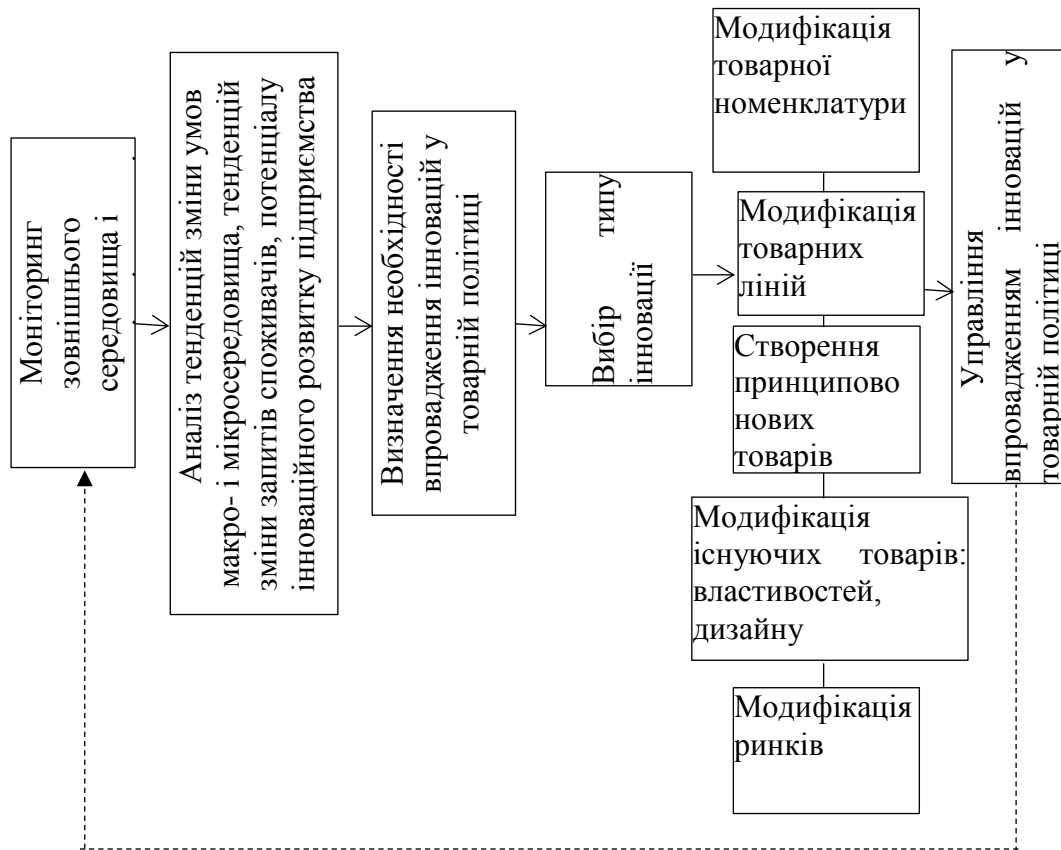 Моніторинг
зовнішнього
середовища і
Аналіз тенденцій зміни умов
макро- і мікросередовища, тенденцій
зміни запитів споживачів, потенціалу
інноваційного розвитку підприємства
Визначення необхідності
впровадження інновацій у
товарній політиці
Вибір типу
інновації
Модифікація
товарної
номенклатури
Модифікація
товарних
ліній
Створення
принципово
нових
товарів
Модифікація
існуючих товарів:
властивостей,
дизайну
Модифікація
ринків
Управління
впровадженням інновацій у
товарній політиці